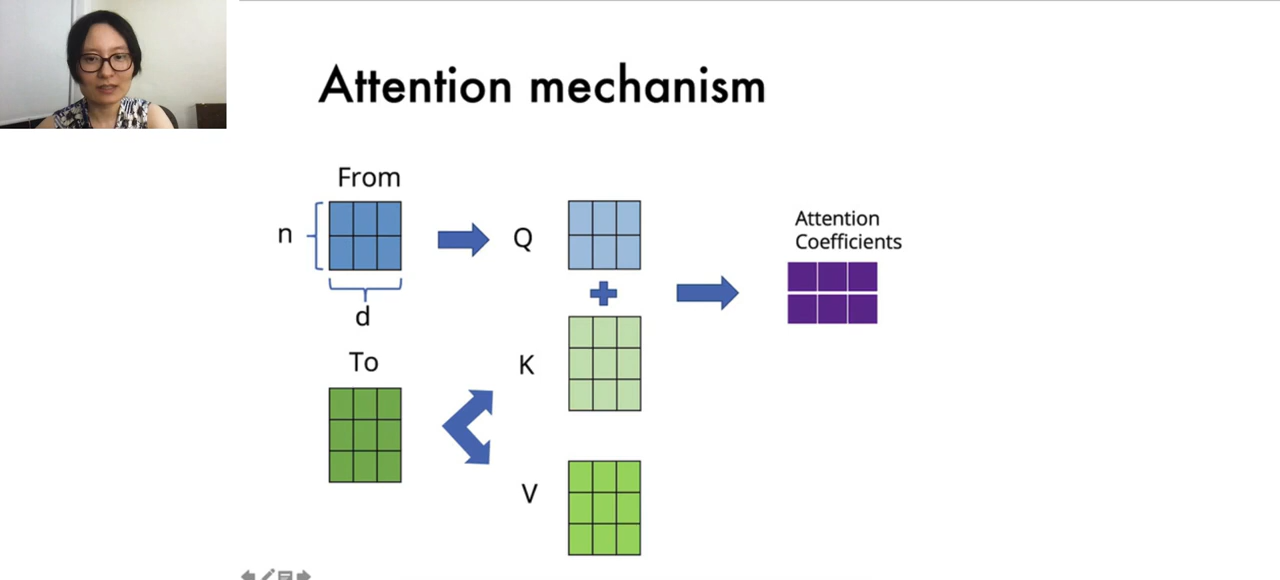 Attention mechanism
From
n
d
Q
Attention
Coefficients
To
K
V